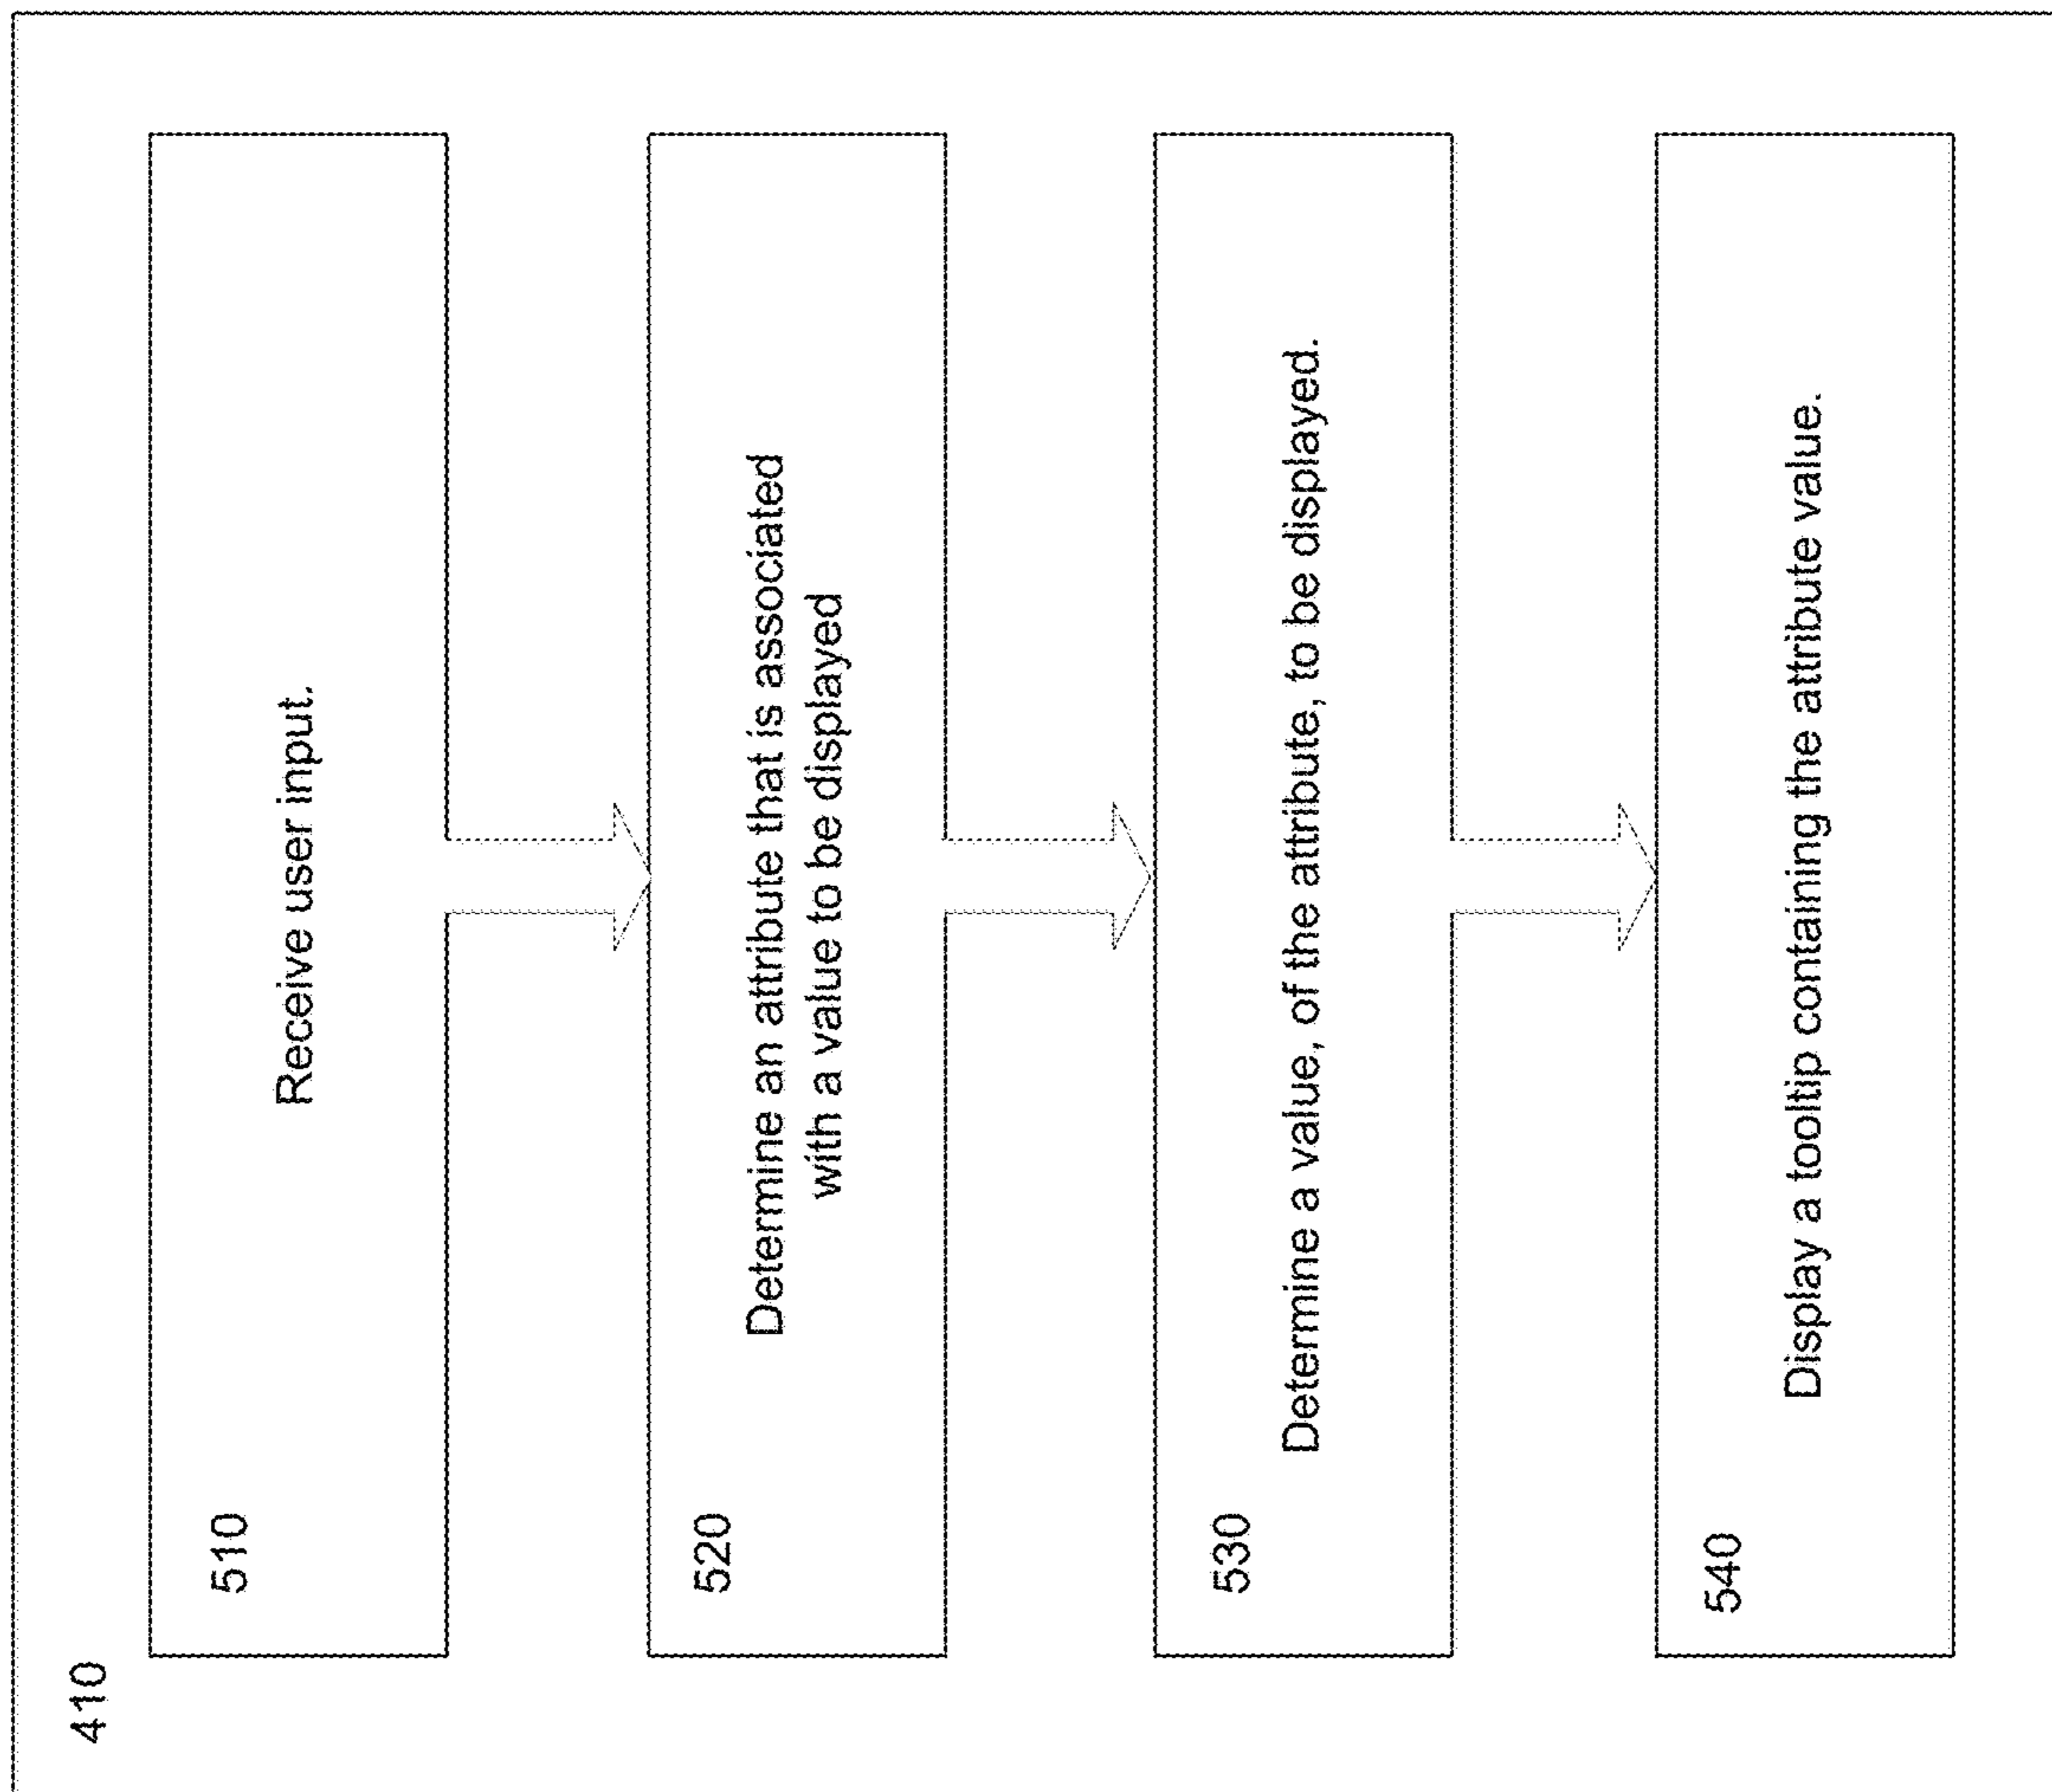 410
510
Receive user input.
520
Determine an attribute that is associated
with a value to be displayed
530
Determine a value, of the attribute, to be displayed.
540
Display a tooltip containing the attribute value.